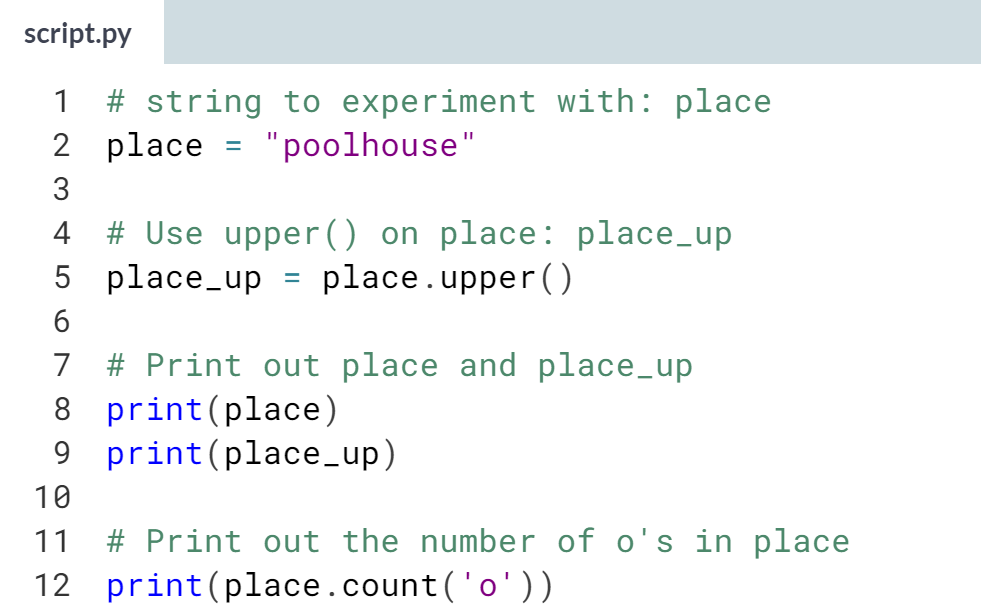 script.py
1 # string to experiment with: place
2 place = "poolhouse"
3
4 # Use upper() on place: place_up
5 place_up = place.upper()
6
7 # Print out place and place_up
8 print(place)
9 print(place_up)
10
11 # Print out the number of o's in place
12 print(place.count('o'))